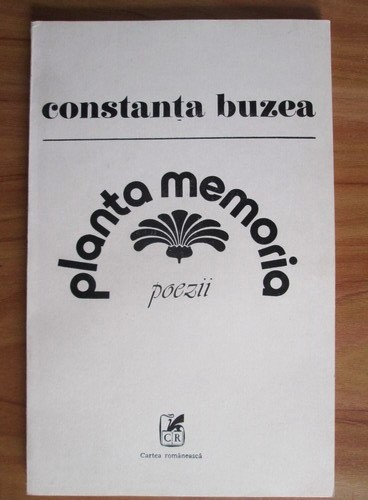 constanța buzea
planta memoria
poezii
CR
Cartea românească